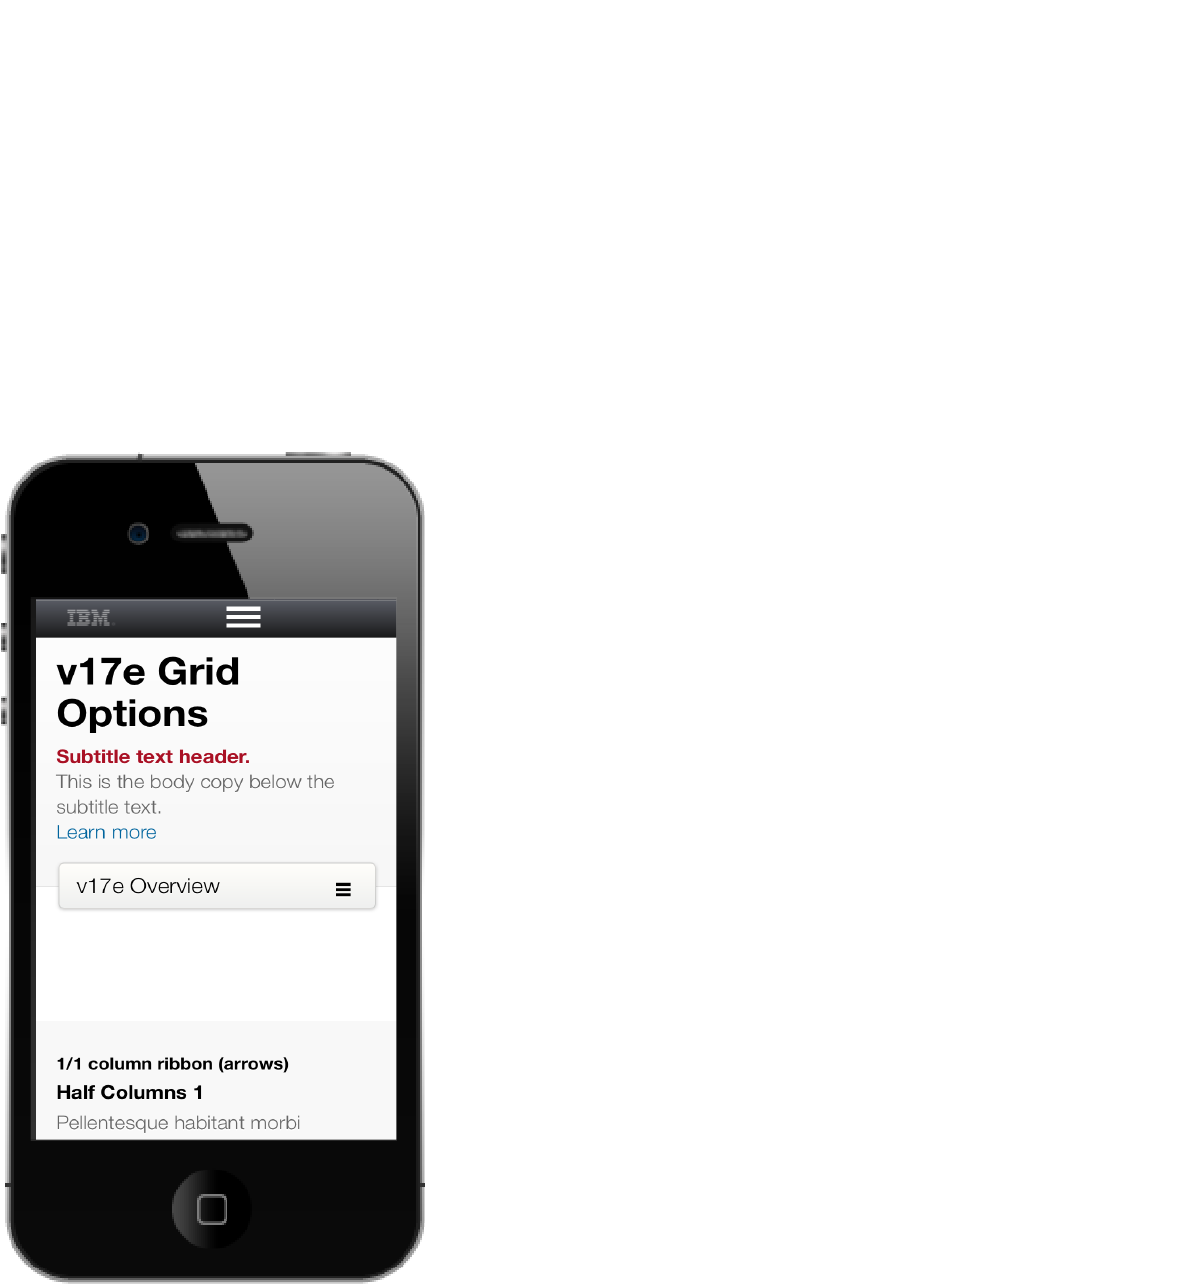 IBM
v17e Grid
Options
Subtitle text header.
This is the body copy below the
subtitle text.
Learn more
v17e Overview
1/1 column ribbon (arrows)
Half Columns 1
Pellentesque habitant morbi